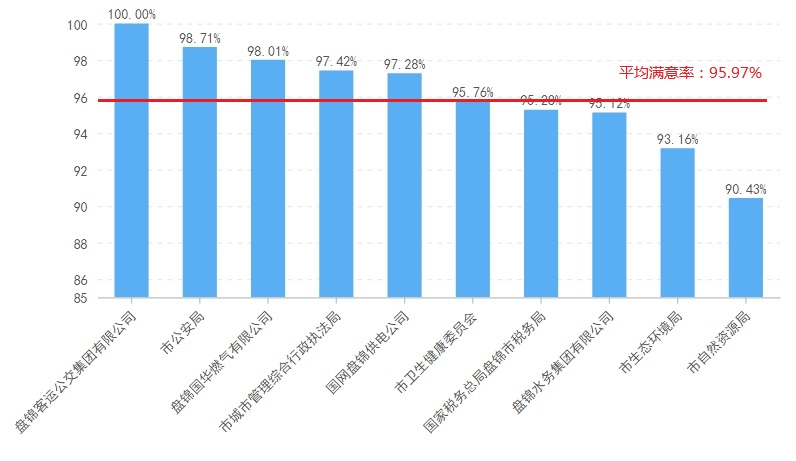 100
98
96
94
92
90
88
86
85
100.00%
98.71%
98.01%
97.42%
97.28%
95.76%
95.28%
95.12%
93.16%
90.43%
平均满意率：95.97%
盘锦客运公交集团有限公司
市公安局
盘锦国华燃气有限公司
市城市管理综合行政执法局
国网盘锦供电公司
市卫生健康委员会
国家税务总局盘锦市税务局
盘锦水务集团有限公司
市生态环境局
市自然资源局